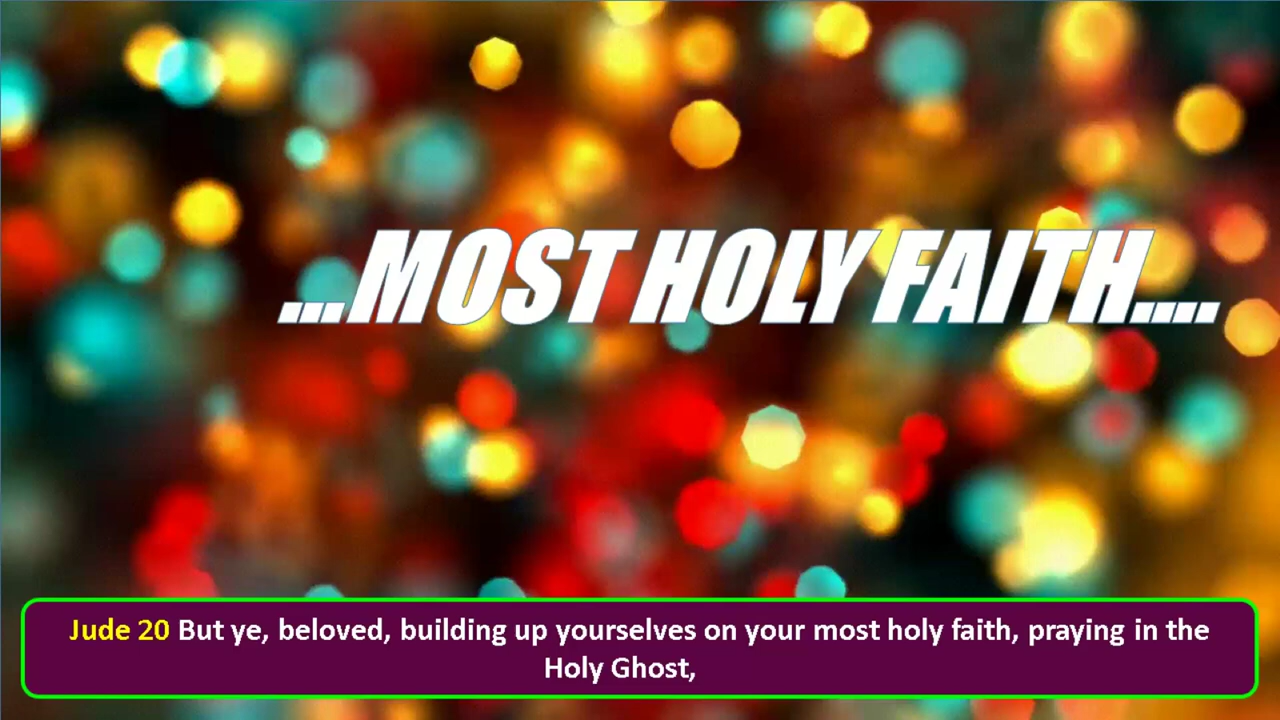 ...MOST HOLY FAITH....
Jude 20 But ye, beloved, building up yourselves on your most holy faith, praying in the
Holy Ghost,